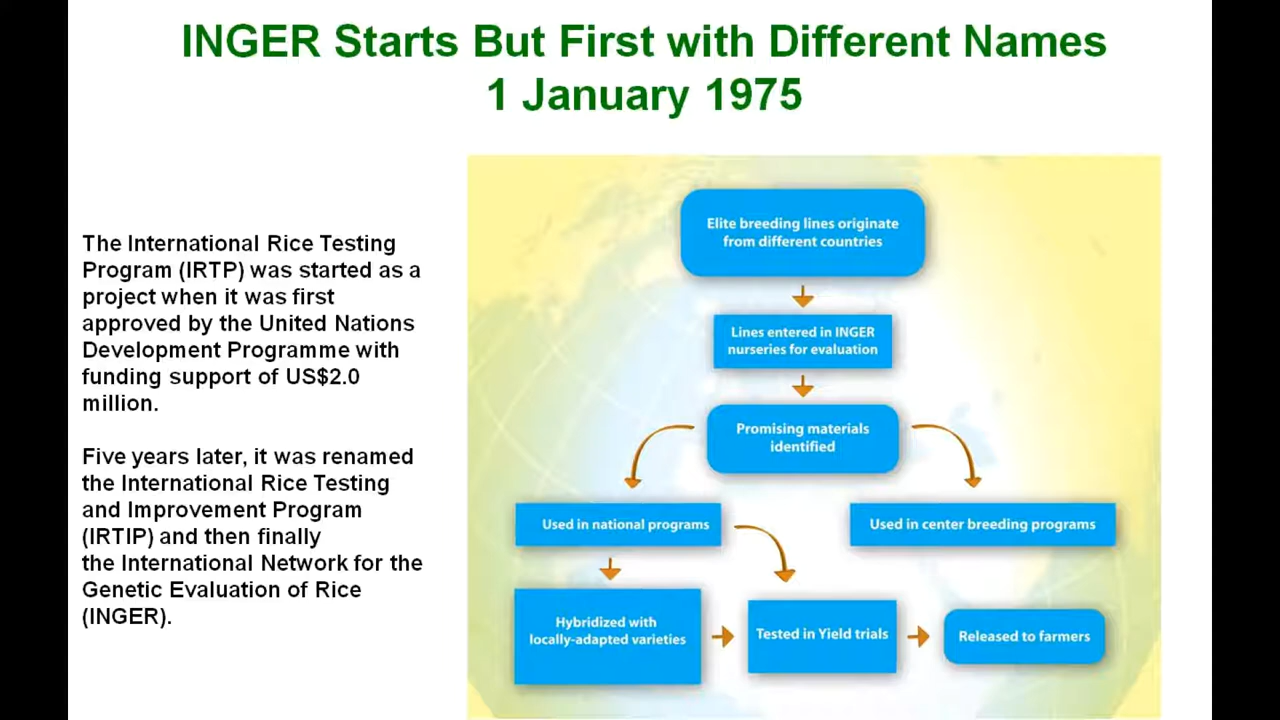 INGER Starts But First with Different Names
1 January 1975
The International Rice Testing
Program (IRTP) was started as a
project when it was first
approved by the United Nations
Development Programme with
funding support of US$2.0
million.
Five years later, it was renamed
the International Rice Testing
and Improvement Program
(IRTIP) and then finally
the International Network for the
Genetic Evaluation of Rice
(INGER).
Elite breeding lines originate
from different countries
Lines entered in INGER
nurseries for evaluation
Promising materials
identified
Used in national programs
Used in center breeding programs
Hybridized with
locally-adapted varieties
Tested in Yield trials
Released to farmers